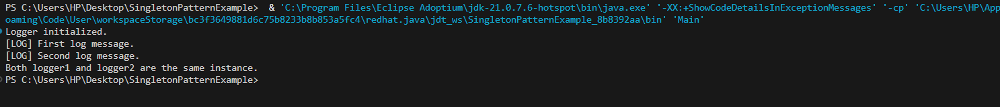 PS C:\Users\HP\Desktop\SingletonPatternExample>  & 'C:\Program Files\Eclipse Adoptium\jdk-21.0.7.6-hotspot\bin\java.exe' '-XX:+ShowCodeDetailsInExceptionMessages' '-cp' 'C:\Users\HP\App
oaming\Code\User\workspaceStorage\bc3f3649881d6c75b8233b8b853a5fc4\redhat.java\jdt_ws\SingletonPatternExample_8b8392aa\bin' 'Main'
Logger initialized.
[LOG] First log message.
[LOG] Second log message.
Both logger1 and logger2 are the same instance.
PS C:\Users\HP\Desktop\SingletonPatternExample>